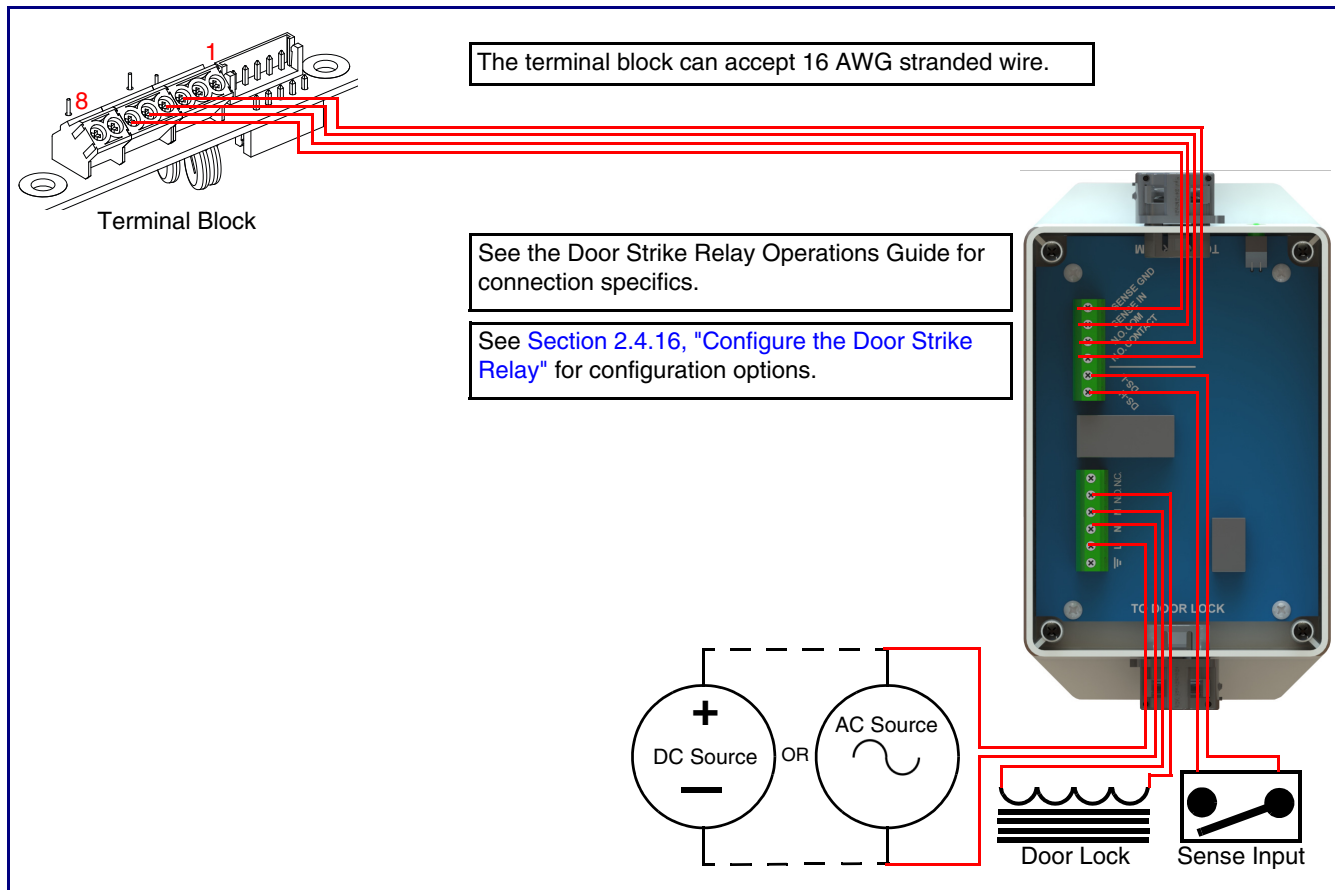 1
The terminal block can accept 16 AWG stranded wire.
8
Terminal Block
See the Door Strike Relay Operations Guide for
connection specifics.
See Section 2.4.16, "Configure the Door Strike
Relay" for configuration options.
SENSE GND
SENSE IN
N.O. COM
N.O. CONTACT
DS-1
N.C.
N.O.
N
N
L
TO DOOR LOCK
+
DC Source
−
OR
AC Source
Door Lock
Sense Input